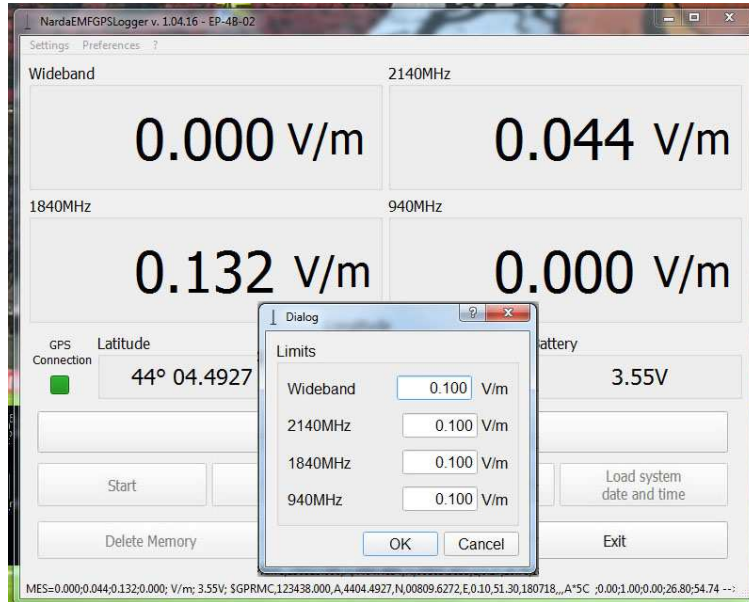 NardaEMFGPSLogger v. 1.04.16 - EP-4B-02
Settings Preferences ?
Wideband
2140MHz
0.000 V/m
0.044 V/m
1840MHz
940MHz
0.132 V/m
0.000 V/m
GPS Connection
Latitude
44° 04.4927
3.55V
Dialog
Limits
Wideband 0.100 V/m
2140MHz 0.100 V/m
1840MHz 0.100 V/m
940MHz 0.100 V/m
OK Cancel
Start
Load system
date and time
Delete Memory
Exit
MES=0.000;0.044;0.132;0.000; V/m; 3.55V; $GPRMC,123438.000,A,4404.4927,N,00809.6272,E,0.10,51.30,180718,,,A*5C ;0.00;1.00;0.00;26.80;54.74